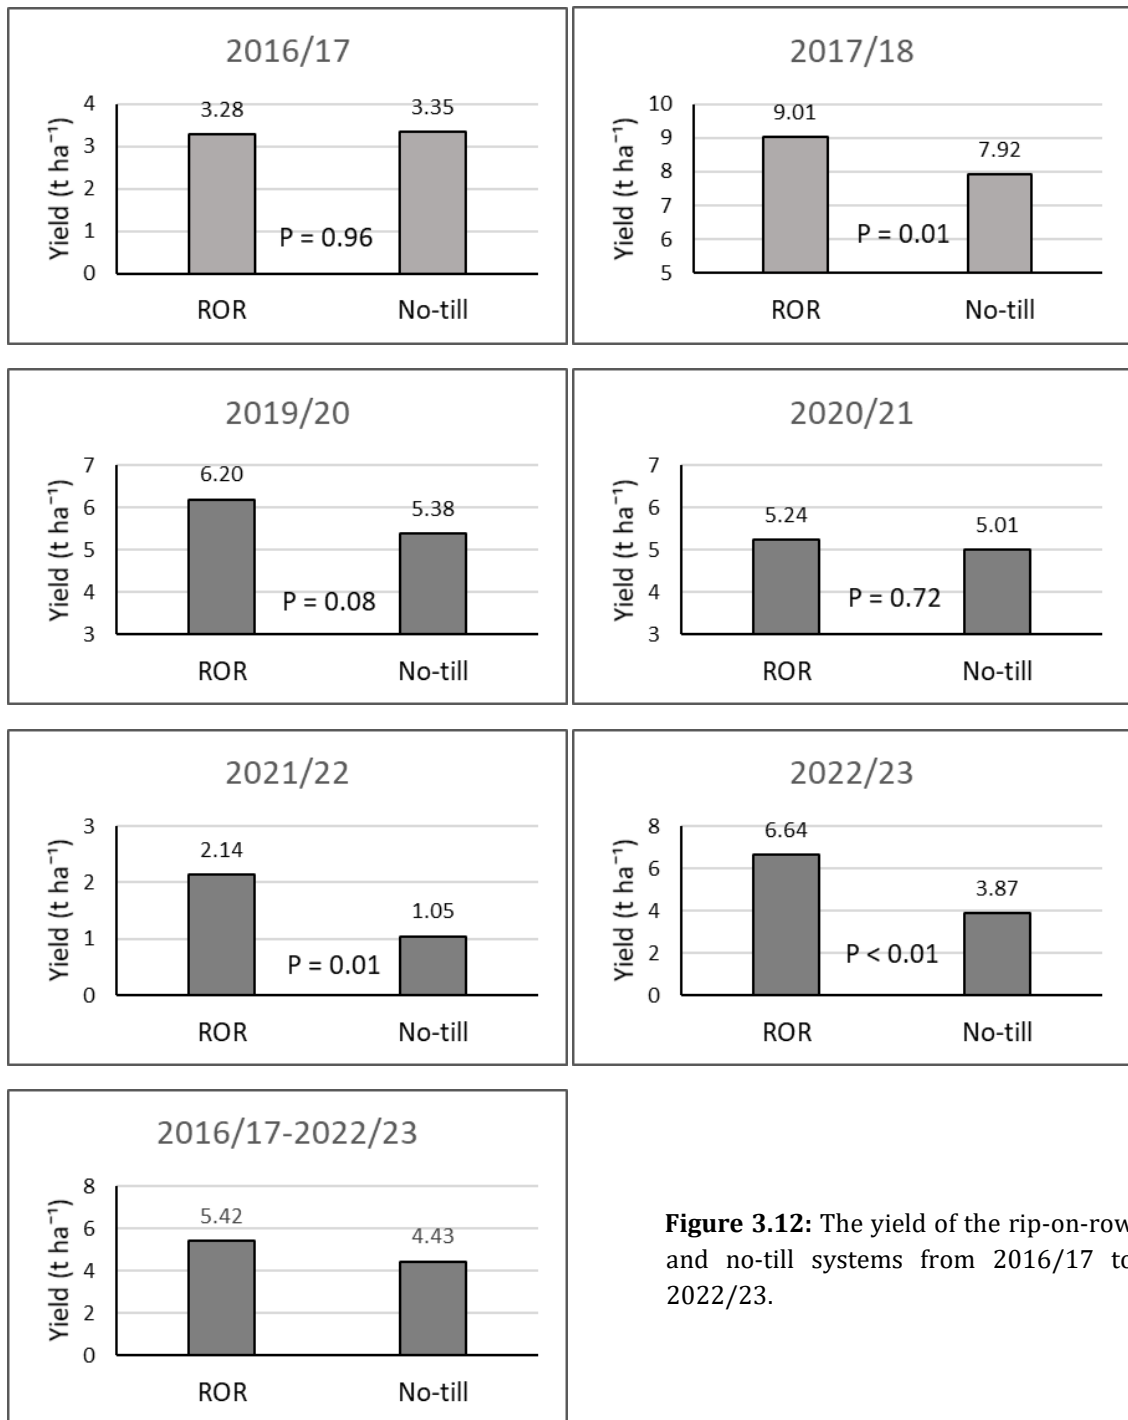 2016/17
Yield (t ha⁻¹)
4
3
2
1
0
3.28
3.35
P = 0.96
ROR
No-till
2017/18
Yield (t ha⁻¹)
10
9
8
7
6
5
9.01
7.92
P = 0.01
ROR
No-till
2019/20
Yield (t ha⁻¹)
7
6
5
4
3
6.20
5.38
P = 0.08
ROR
No-till
2020/21
Yield (t ha⁻¹)
7
6
5
4
3
5.24
5.01
P = 0.72
ROR
No-till
2021/22
Yield (t ha⁻¹)
3
2
1
0
2.14
1.05
P = 0.01
ROR
No-till
2022/23
Yield (t ha⁻¹)
8
6
4
2
0
6.64
3.87
P < 0.01
ROR
No-till
2016/17-2022/23
Yield (t ha⁻¹)
8
6
4
2
0
5.42
4.43
ROR
No-till
Figure 3.12: The yield of the rip-on-row
and no-till systems from 2016/17 to
2022/23.